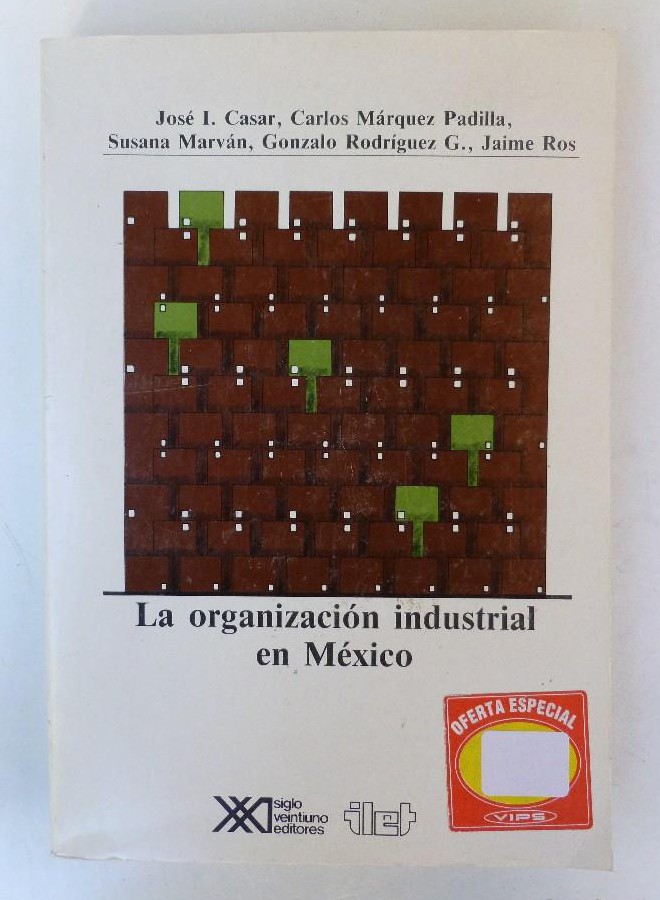 José I. Casar, Carlos Márquez Padilla,
Susana Marván, Gonzalo Rodríguez G., Jaime Ros
La organización industrial
en México
OFERTA ESPECIAL
VIPS
XXI siglo
veintiuno
editores
ilet